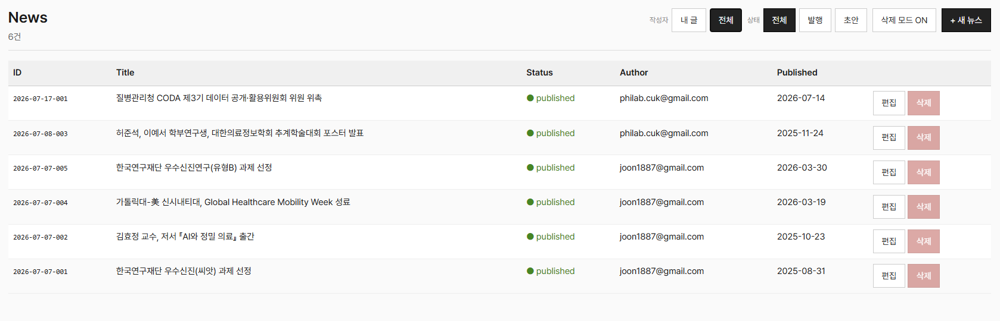 News
6건
작성자 내 글 전체 상태 전체 발행 초안 삭제 모드 ON + 새 뉴스
ID Title Status Author Published
2026-07-17-001 질병관리청 CODA 제3기 데이터 공개·활용위원회 위원 위촉 ● published philab.cuk@gmail.com 2026-07-14 편집 삭제
2026-07-08-003 허준석, 이예서 학부연구생, 대한의료정보학회 추계학술대회 포스터 발표 ● published philab.cuk@gmail.com 2025-11-24 편집 삭제
2026-07-07-005 한국연구재단 우수신진연구(유형B) 과제 선정 ● published joon1887@gmail.com 2026-03-30 편집 삭제
2026-07-07-004 가톨릭대-美 신시내티대, Global Healthcare Mobility Week 성료 ● published joon1887@gmail.com 2026-03-19 편집 삭제
2026-07-07-002 김효정 교수, 저서 『AI와 정밀 의료』 출간 ● published joon1887@gmail.com 2025-10-23 편집 삭제
2026-07-07-001 한국연구재단 우수신진(씨앗) 과제 선정 ● published joon1887@gmail.com 2025-08-31 편집 삭제